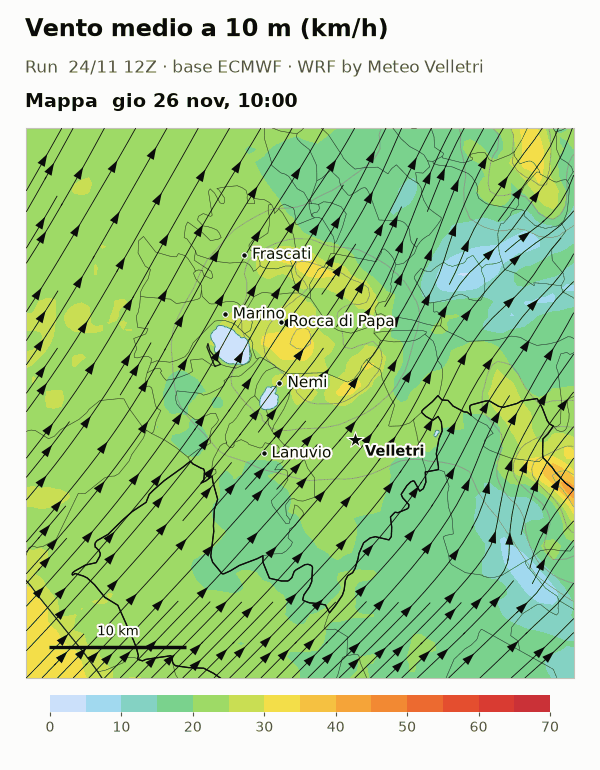 Vento medio a 10 m (km/h)
Run 24/11 12Z · base ECMWF · WRF by Meteo Velletri
Mappa gio 26 nov, 10:00
Frascati
Marino
Rocca di Papa
Nemi
Velletri
Lanuvio
10 km
0 10 20 30 40 50 60 70